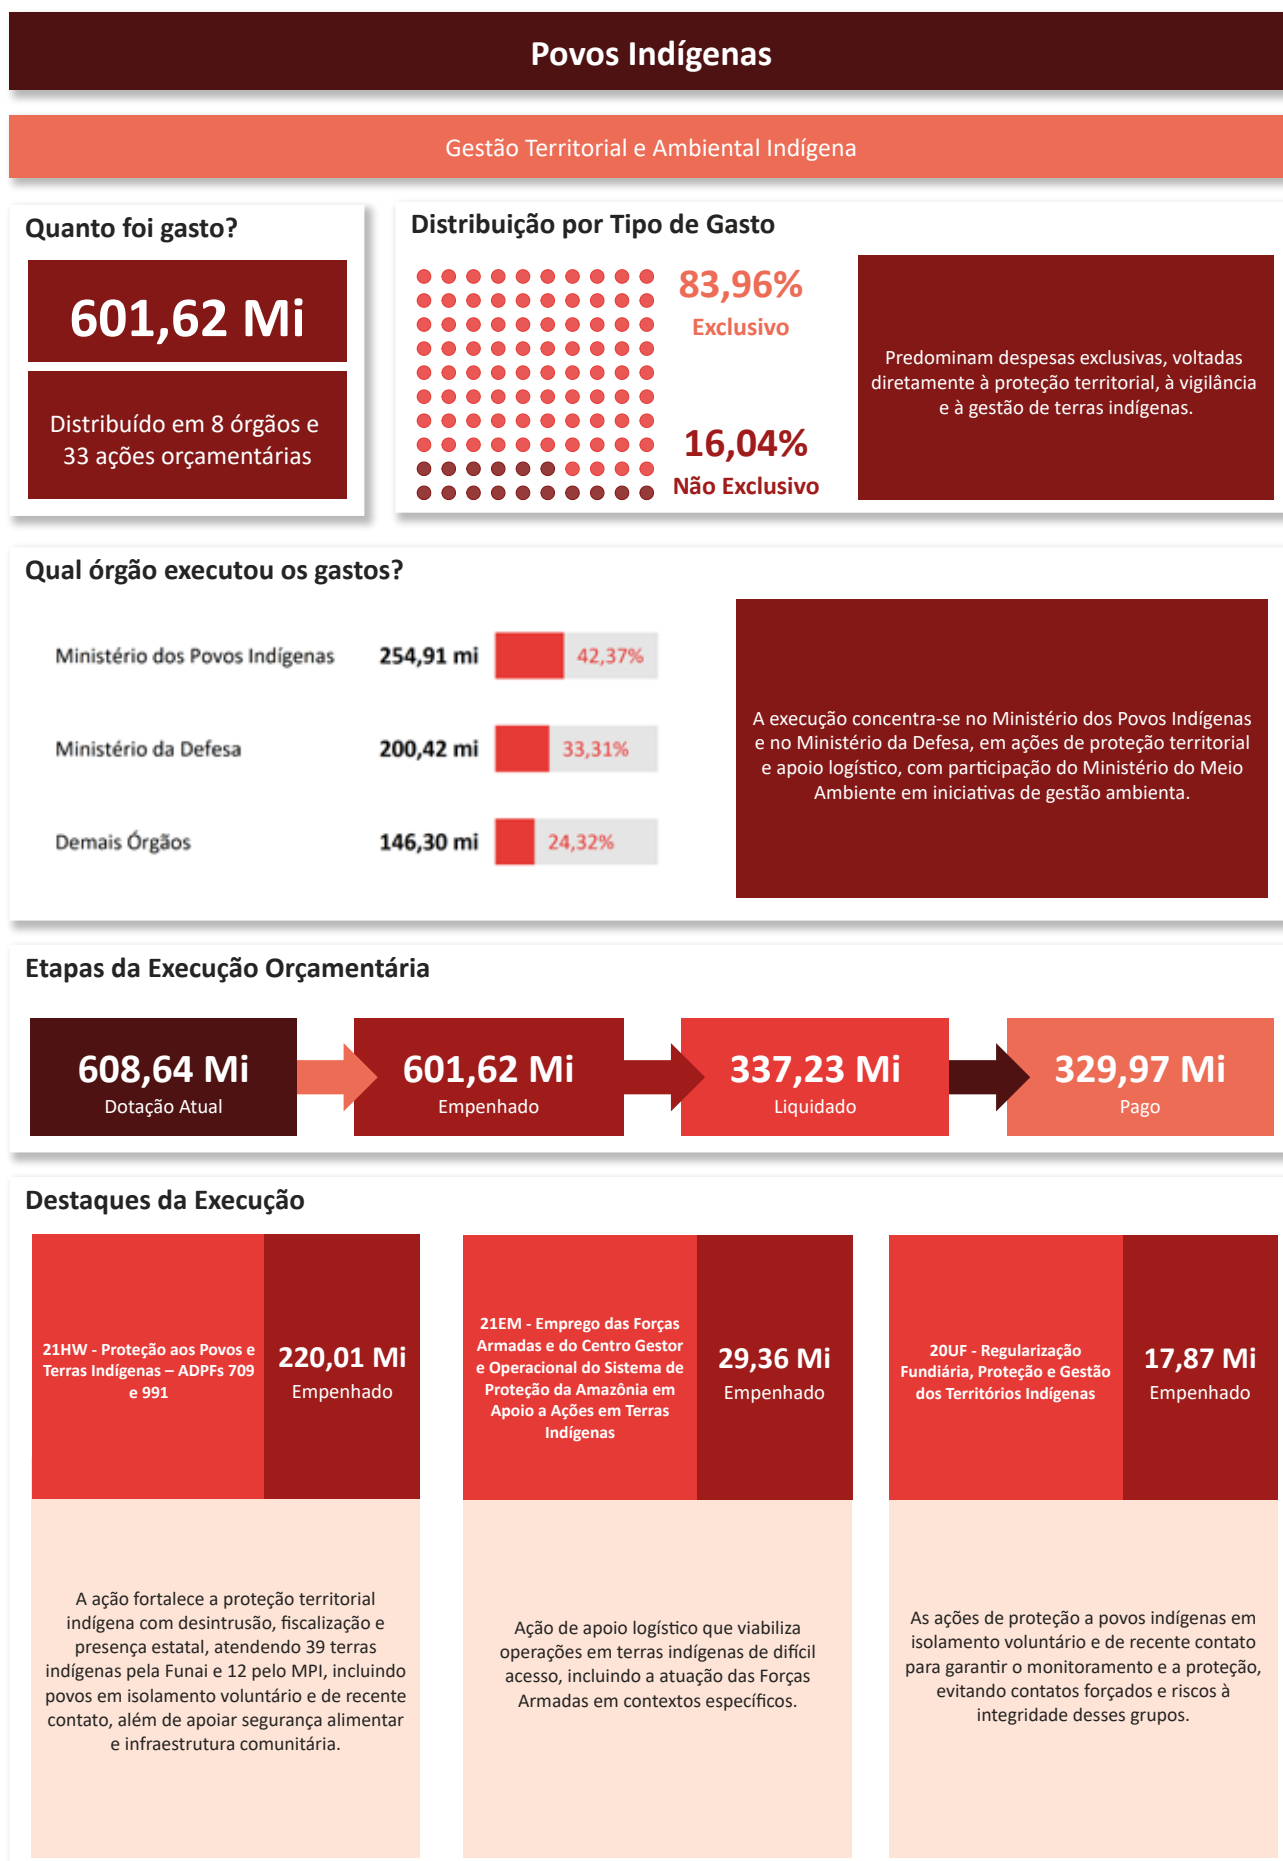 Povos Indígenas
Gestão Territorial e Ambiental Indígena
Quanto foi gasto?
601,62 Mi
Distribuído em 8 órgãos e
33 ações orçamentárias
Distribuição por Tipo de Gasto
83,96%
Exclusivo
16,04%
Não Exclusivo
Predominam despesas exclusivas, voltadas
diretamente à proteção territorial, à vigilância
e à gestão de terras indígenas.
Qual órgão executou os gastos?
Ministério dos Povos Indígenas 254,91 mi 42,37%
Ministério da Defesa 200,42 mi 33,31%
Demais Órgãos 146,30 mi 24,32%
A execução concentra-se no Ministério dos Povos Indígenas
e no Ministério da Defesa, em ações de proteção territorial
e apoio logístico, com participação do Ministério do Meio
Ambiente em iniciativas de gestão ambienta.
Etapas da Execução Orçamentária
608,64 Mi
Dotação Atual
601,62 Mi
Empenhado
337,23 Mi
Liquidado
329,97 Mi
Pago
Destaques da Execução
21HW - Proteção aos Povos e
Terras Indígenas – ADPFs 709
e 991
220,01 Mi
Empenhado
A ação fortalece a proteção territorial
indígena com desintrusão, fiscalização e
presença estatal, atendendo 39 terras
indígenas pela Funai e 12 pelo MPI, incluindo
povos em isolamento voluntário e de recente
contato, além de apoiar segurança alimentar
e infraestrutura comunitária.
21EM - Emprego das Forças
Armadas e do Centro Gestor
e Operacional do Sistema de
Proteção da Amazônia em
Apoio a Ações em Terras
Indígenas
29,36 Mi
Empenhado
Ação de apoio logístico que viabiliza
operações em terras indígenas de difícil
acesso, incluindo a atuação das Forças
Armadas em contextos específicos.
20UF - Regularização
Fundiária, Proteção e Gestão
dos Territórios Indígenas
17,87 Mi
Empenhado
As ações de proteção a povos indígenas em
isolamento voluntário e de recente contato
para garantir o monitoramento e a proteção,
evitando contatos forçados e riscos à
integridade desses grupos.